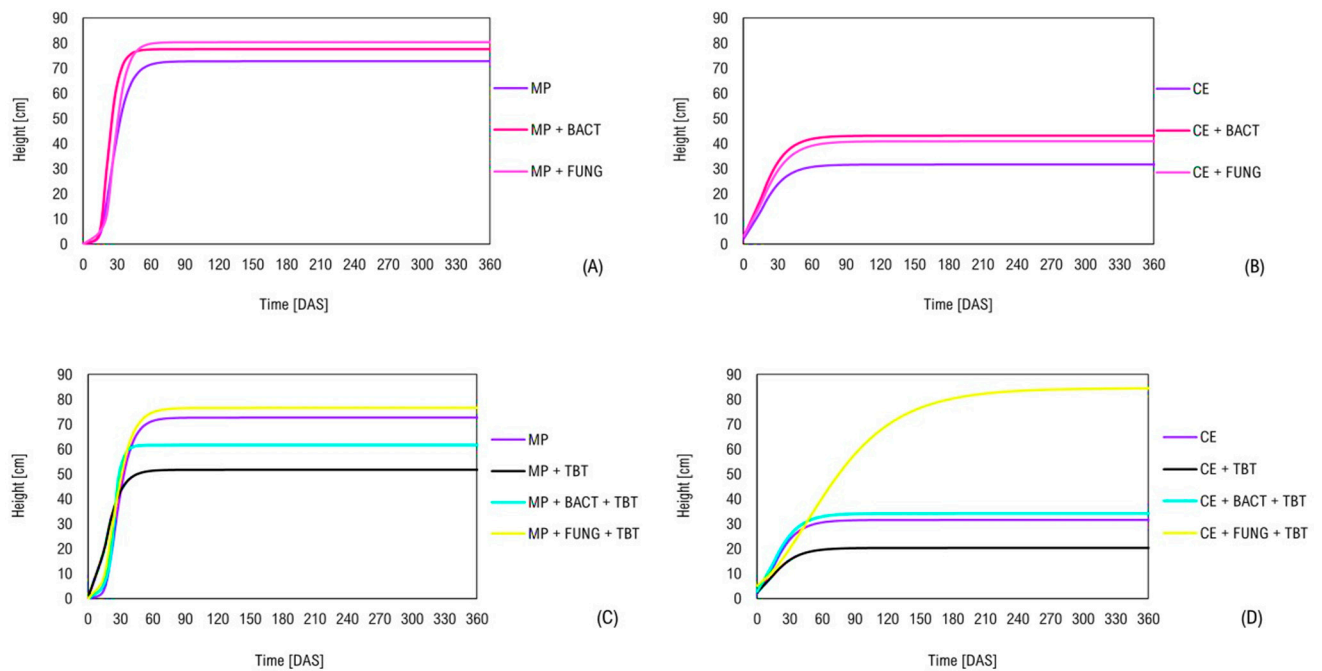 90
80
70
60
50
40
30
20
10
0
Height [cm]
0 30 60 90 120 150 180 210 240 270 300 330 360
Time [DAS]
MP
MP + BACT
MP + FUNG
(A)
90
80
70
60
50
40
30
20
10
0
Height [cm]
0 30 60 90 120 150 180 210 240 270 300 330 360
Time [DAS]
CE
CE + BACT
CE + FUNG
(B)
90
80
70
60
50
40
30
20
10
0
Height [cm]
0 30 60 90 120 150 180 210 240 270 300 330 360
Time [DAS]
MP
MP + TBT
MP + BACT + TBT
MP + FUNG + TBT
(C)
90
80
70
60
50
40
30
20
10
0
Height [cm]
0 30 60 90 120 150 180 210 240 270 300 330 360
Time [DAS]
CE
CE + TBT
CE + BACT + TBT
CE + FUNG + TBT
(D)